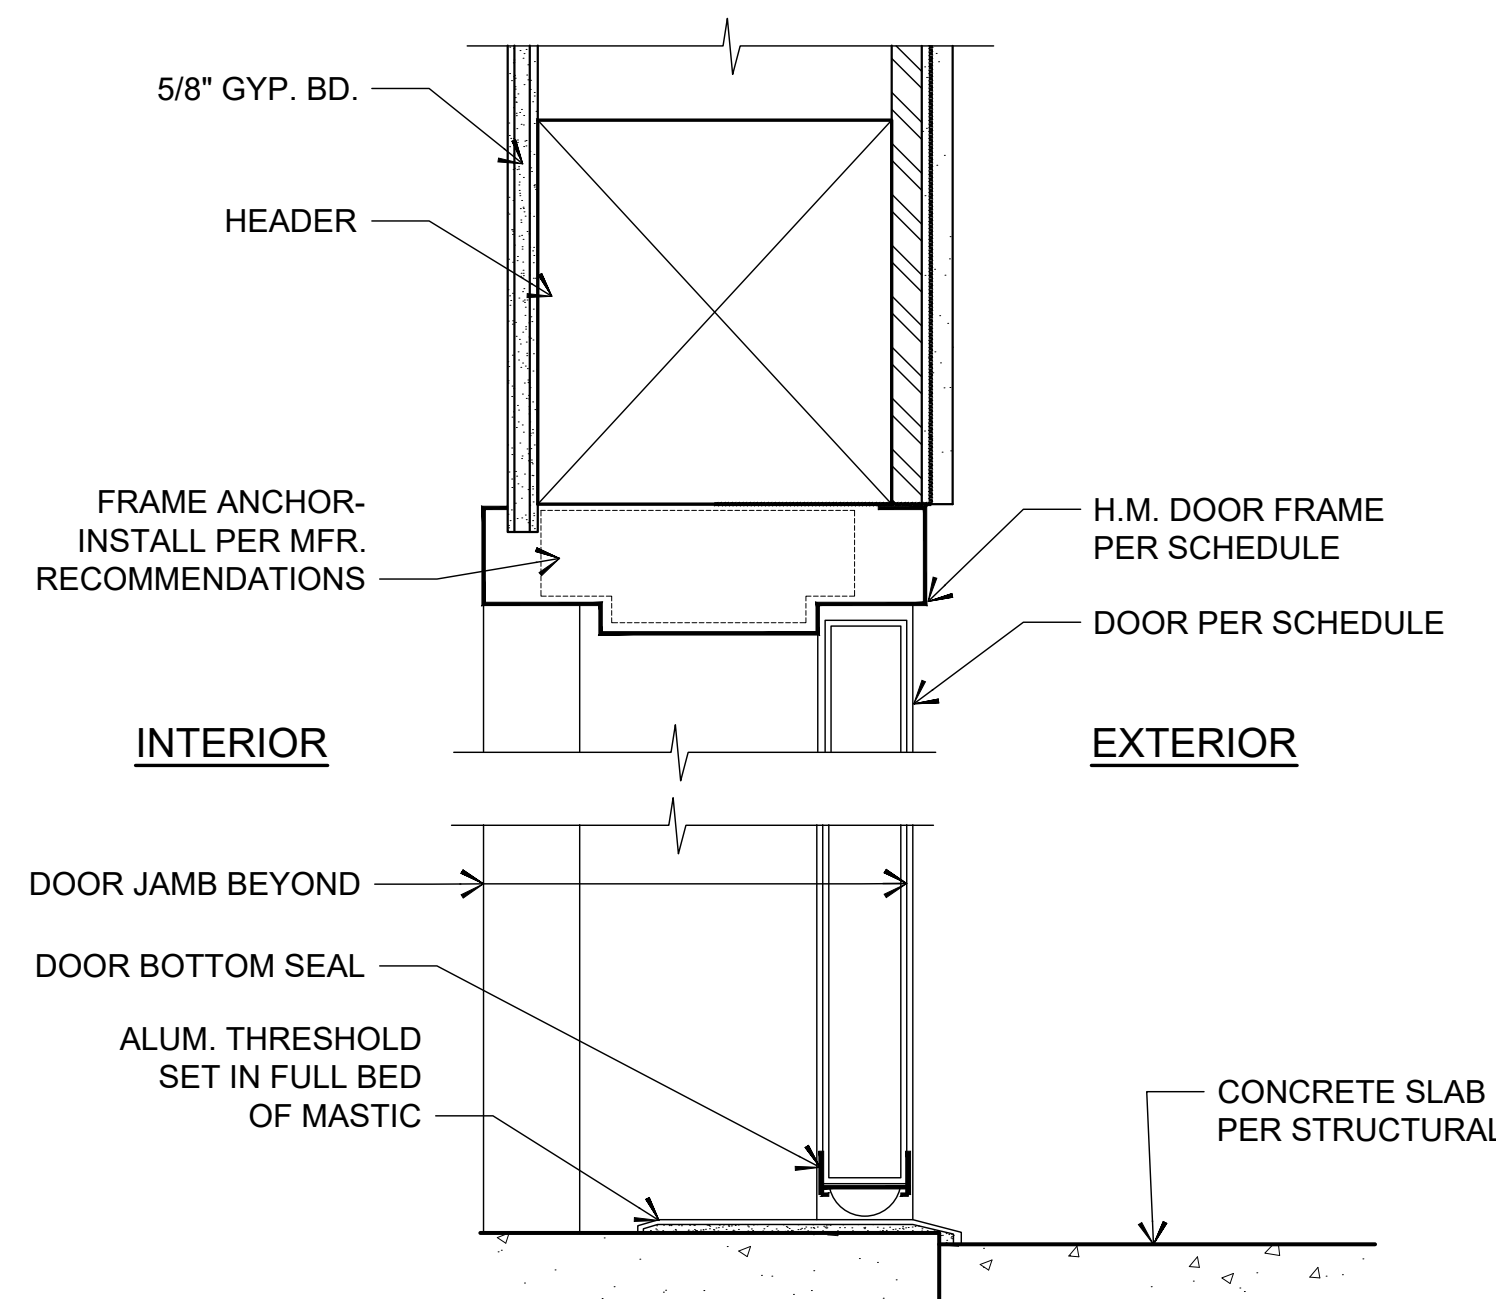 5/8" GYP. BD.
HEADER
FRAME ANCHOR-
INSTALL PER MFR.
RECOMMENDATIONS
H.M. DOOR FRAME
PER SCHEDULE
DOOR PER SCHEDULE
INTERIOR
EXTERIOR
DOOR JAMB BEYOND
DOOR BOTTOM SEAL
ALUM. THRESHOLD
SET IN FULL BED
OF MASTIC
CONCRETE SLAB
PER STRUCTURAL